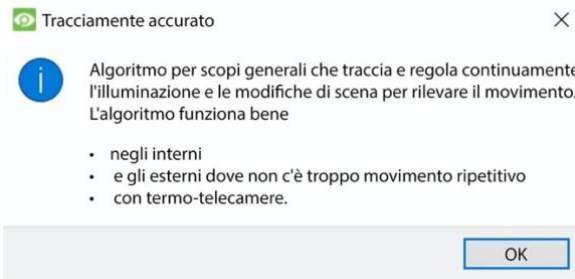 Tracciamente accurato
Algoritmo per scopi generali che traccia e regola continuamente
l'illuminazione e le modifiche di scena per rilevare il movimento.
L'algoritmo funziona bene
• negli interni
• e gli esterni dove non c'è troppo movimento ripetitivo
• con termo-telecamere.
OK